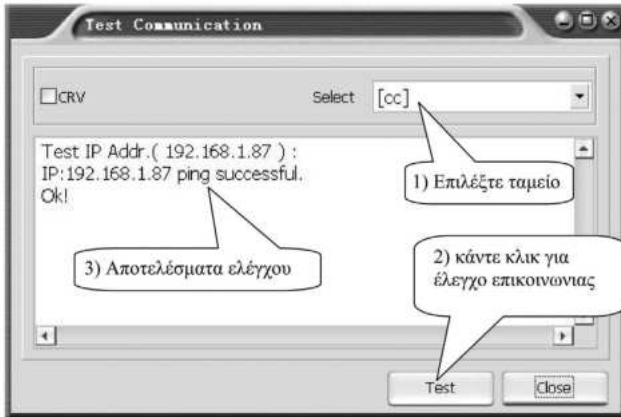 Test Communication
CRV
Select [cc]
Test IP Addr.( 192.168.1.87 ) :
IP:192.168.1.87 ping successful.
Ok!
1) Επιλέξτε ταμείο
3) Αποτελέσματα ελέγχου
2) κάντε κλικ για
έλεγχο επικοινωνιας
Test
Close